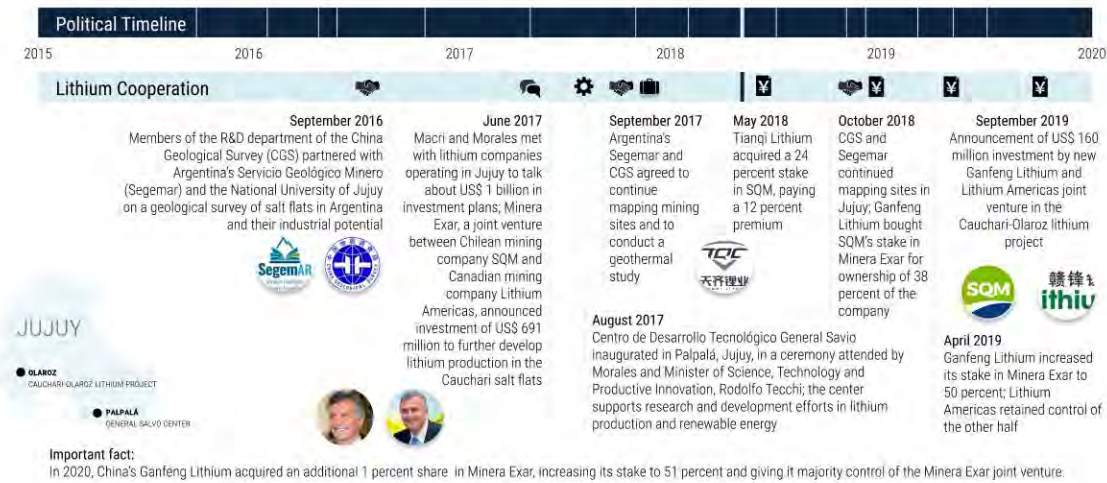 Political Timeline
2015 2016 2017 2018 2019 2020
Lithium Cooperation
September 2016
Members of the R&D department of the China
Geological Survey (CGS) partnered with
Argentina's Servicio Geológico Minero
(Segemar) and the National University of Jujuy
on a geological survey of salt flats in Argentina
and their industrial potential
SegemAR
June 2017
Macri and Morales met
with lithium companies
operating in Jujuy to talk
about US$ 1 billion in
investment plans; Minera
Exar, a joint venture
between Chilean mining
company SQM and
Canadian mining
company Lithium
Americas, announced
investment of US$ 691
million to further develop
lithium production in the
Cauchari salt flats
September 2017
Argentina's
Segemar and
CGS agreed to
continue
mapping mining
sites and to
conduct a
geothermal
study
May 2018
Tianqi Lithium
acquired a 24
percent stake
in SQM, paying
a 12 percent
premium
TQC
天齐锂业
October 2018
CGS and
Segemar
continued
mapping sites in
Jujuy; Ganfeng
Lithium bought
SQM's stake in
Minera Exar for
ownership of 38
percent of the
company
September 2019
Announcement of US$ 160
million investment by new
Ganfeng Lithium and
Lithium Americas joint
venture in the
Cauchari-Olaroz lithium
project
SQM
赣锋
ithiu
August 2017
Centro de Desarrollo Tecnológico General Savio
inaugurated in Palpalá, Jujuy, in a ceremony attended by
Morales and Minister of Science, Technology and
Productive Innovation, Rodolfo Tecchi; the center
supports research and development efforts in lithium
production and renewable energy
April 2019
Ganfeng Lithium increased
its stake in Minera Exar to
50 percent; Lithium
Americas retained control of
the other half
JUJUY
OLAROZ
CAUCHARI-OLAROZ LITHIUM PROJECT
PALPALÁ
GENERAL SALVO CENTER
Important fact:
In 2020, China's Ganfeng Lithium acquired an additional 1 percent share in Minera Exar, increasing its stake to 51 percent and giving it majority control of the Minera Exar joint venture.